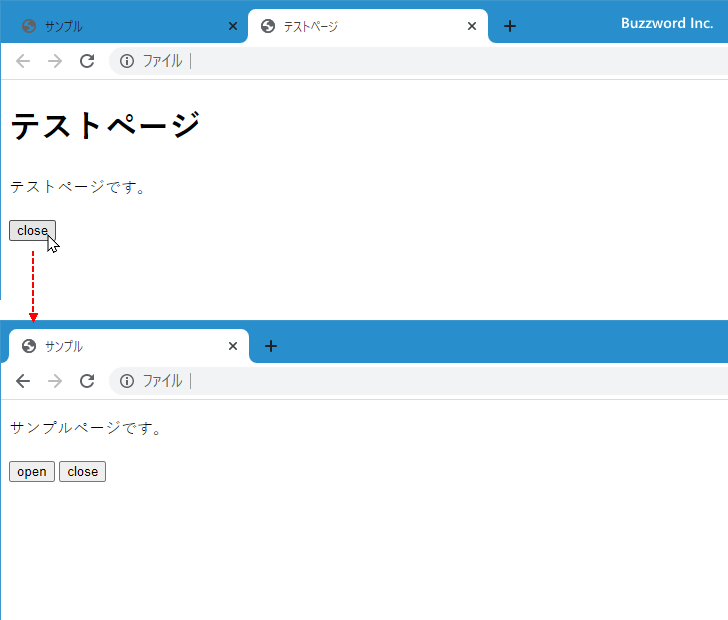 サンプル テストページ Buzzword Inc.
ファイル
テストページ
テストページです。
close
サンプル
ファイル
サンプルページです。
open close